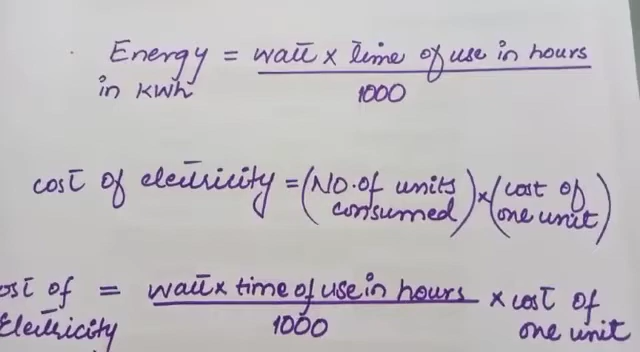 Energy = watt x time of use in hours
in kWh 1000
cost of electricity = (No. of units consumed) x (cost of one unit)
ost of = watt x time of use in hours x cost of
Electricity 1000 one unit